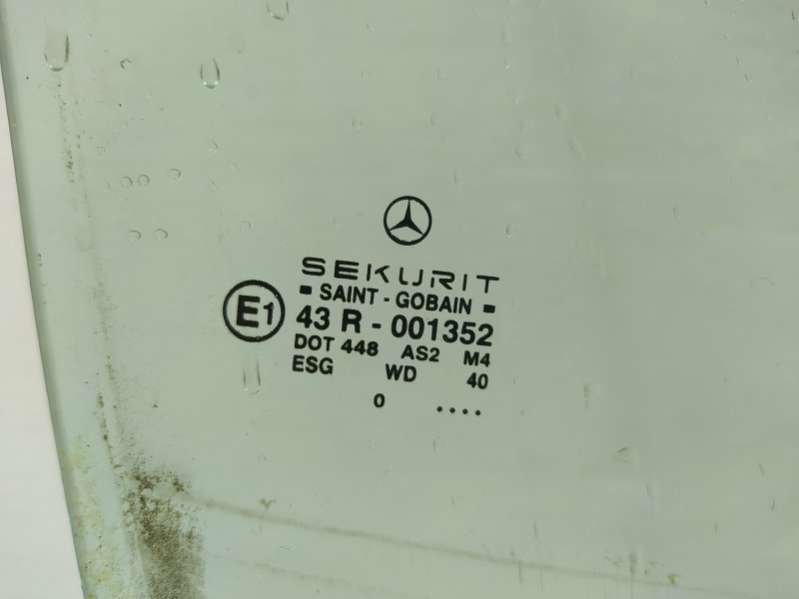 SEKURIT
SAINT - GOBAIN
E1 43 R - 001352
DOT 448 AS2 M4
ESG WD 40
0 ....